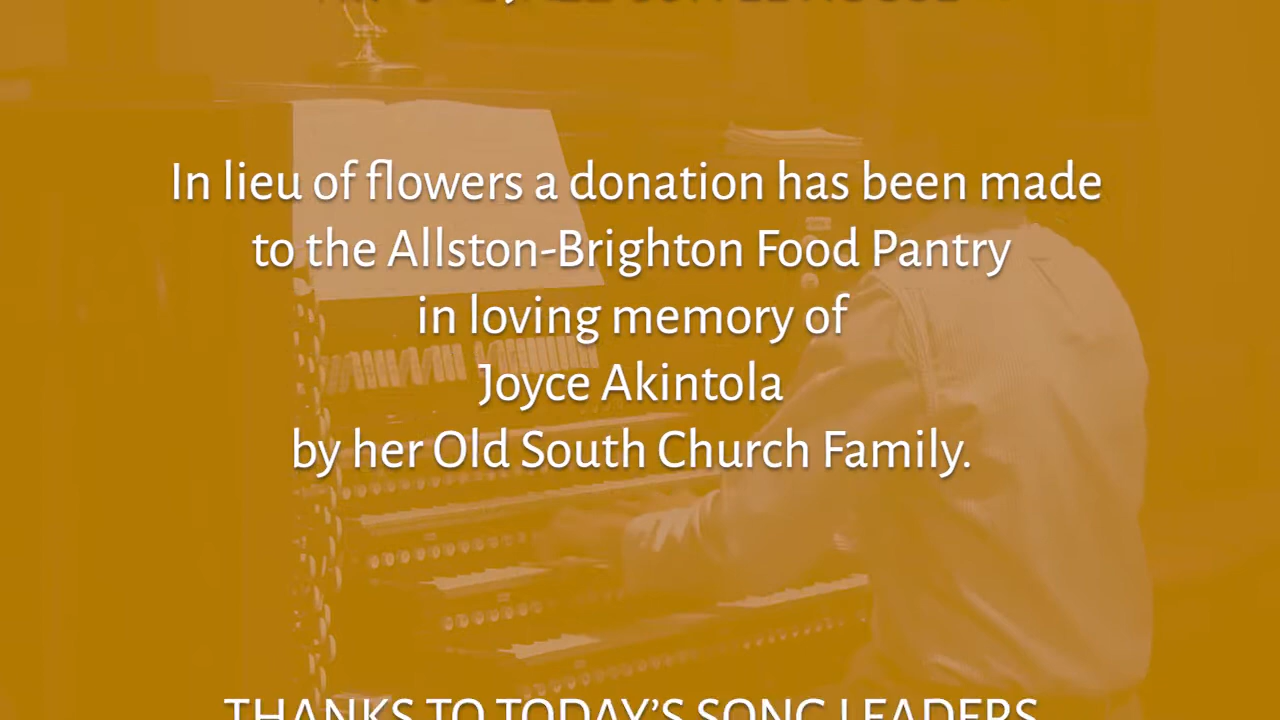 In lieu of flowers a donation has been made
to the Allston-Brighton Food Pantry
in loving memory of
Joyce Akintola
by her Old South Church Family.
THANKS TO TODAY'S SONG LEADERS